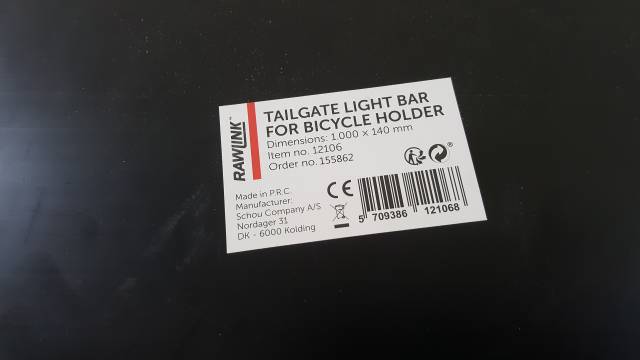 RAWLINK™
TAILGATE LIGHT BAR
FOR BICYCLE HOLDER
Dimensions: 1.000 x 140 mm
Item no. 12106
Order no. 155862
Made in P.R.C.
Manufacturer:
Schou Company A/S
Nordager 31
DK - 6000 Kolding
CE
5 709386 121068